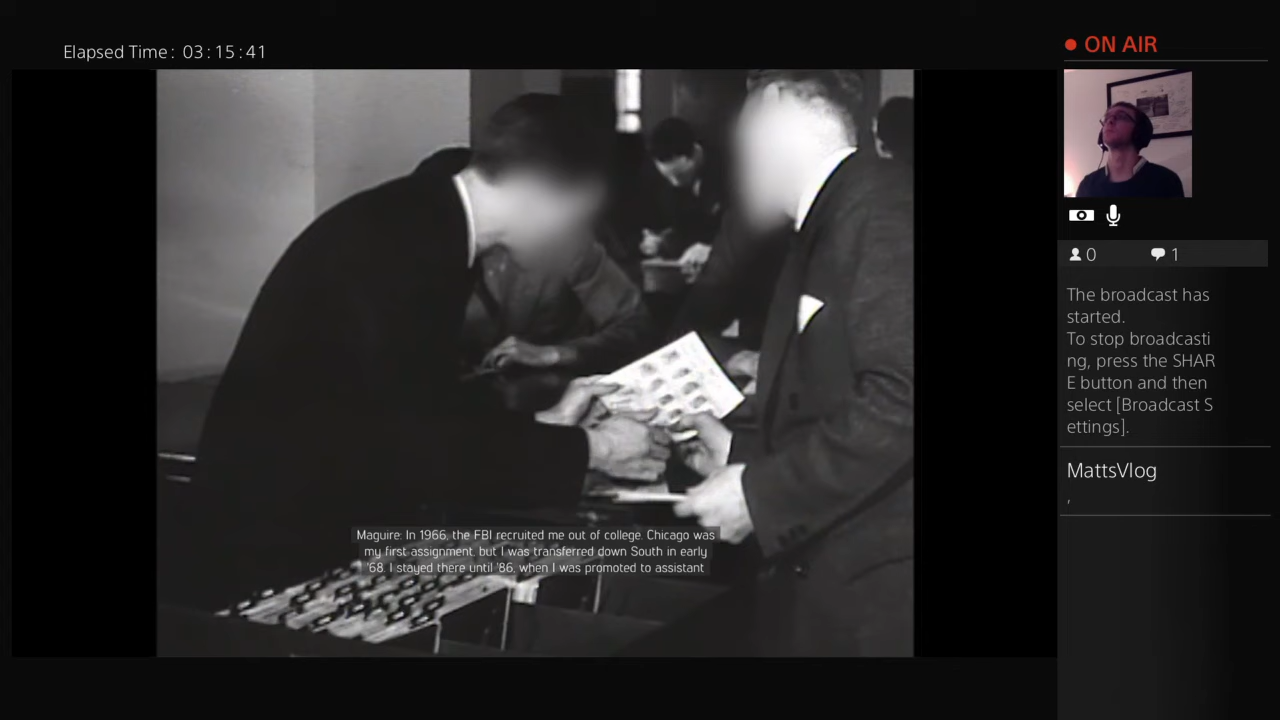 Elapsed Time: 03:15:41
ON AIR
0
1
The broadcast has
started.
To stop broadcasti
ng, press the SHAR
E button and then
select [Broadcast S
ettings].
MattsVlog
,
Maguire: In 1966, the FBI recruited me out of college. Chicago was
my first assignment, but I was transferred down South in early
'68. I stayed there until '86, when I was promoted to assistant